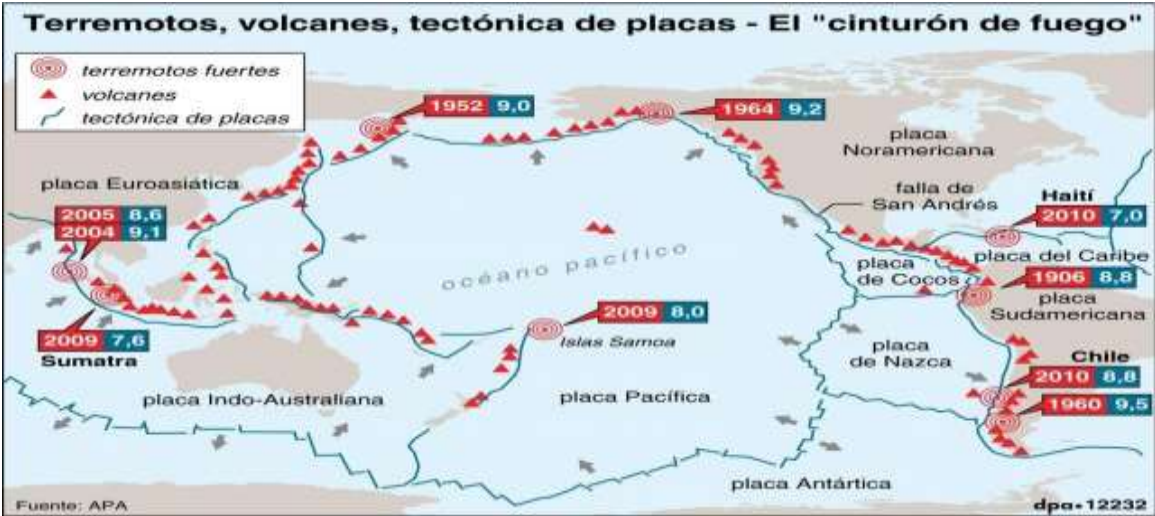 Terremotos, volcanes, tectónica de placas - El "cinturón de fuego"
terremotos fuertes
volcanes
tectónica de placas
1952 9,0
1964 9,2
placa
Noramericana
placa Euroasiática
falla de
San Andrés
Haití
2010 7,0
2005 8,6
2004 9,1
océano pacífico
placa del Caribe
placa
de Cocos
1906 8,8
placa
Sudamericana
2009 8,0
Islas Samoa
2009 7,6
Sumatra
placa
de Nazca
Chile
2010 8,8
1960 9,5
placa Indo-Australiana
placa Pacífica
placa Antártica
Fuente: APA
dpa•12232